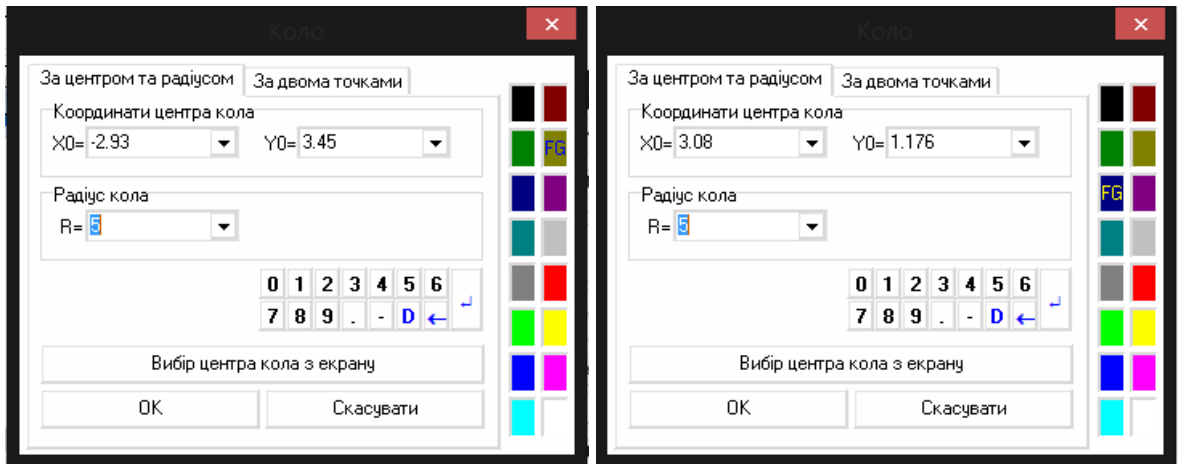 Коло
За центром та радіусом За двома точками
Координати центра кола
X0= -2.93 Y0= 3.45
FG
Радіус кола
R= 5
0 1 2 3 4 5 6
7 8 9 . - D ←
Вибір центра кола з екрану
OK Скасувати
Коло
За центром та радіусом За двома точками
Координати центра кола
X0= 3.08 Y0= 1.176
Радіус кола
FG
R= 5
0 1 2 3 4 5 6
7 8 9 . - D ←
Вибір центра кола з екрану
OK Скасувати